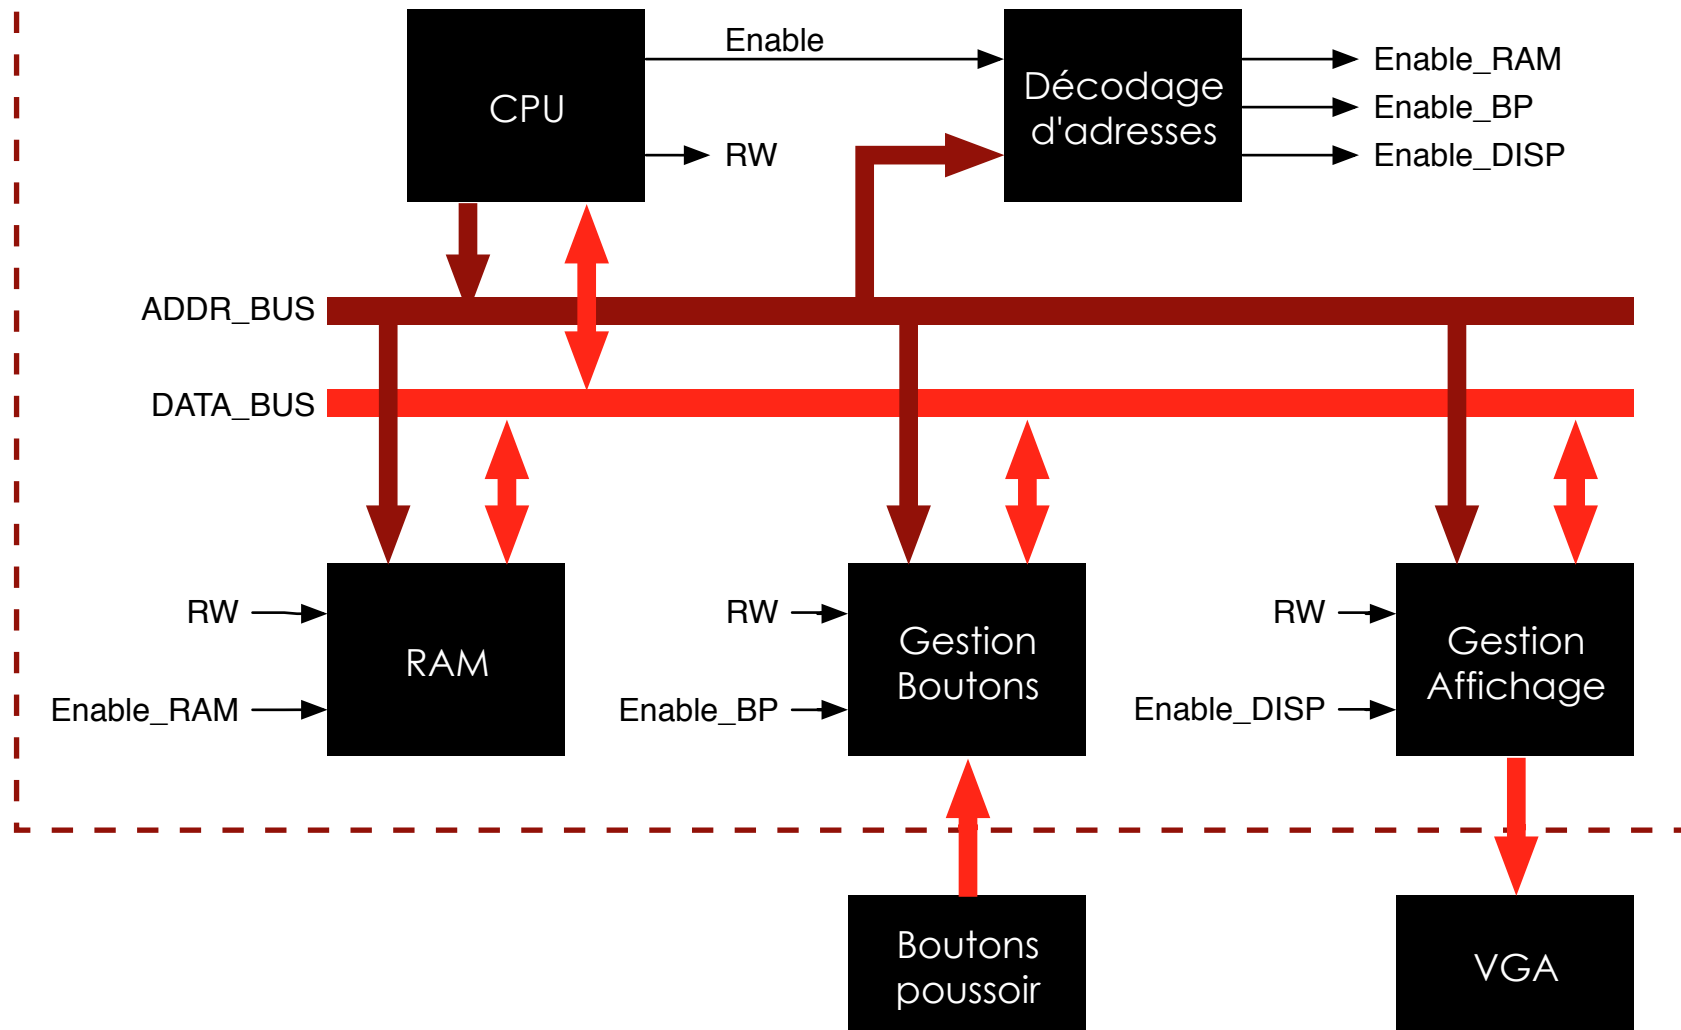 Enable
CPU
RW
Décodage
d'adresses
Enable_RAM
Enable_BP
Enable_DISP
ADDR_BUS
DATA_BUS
RW
RAM
Enable_RAM
RW
Gestion
Boutons
Enable_BP
RW
Gestion
Affichage
Enable_DISP
Boutons
poussoir
VGA